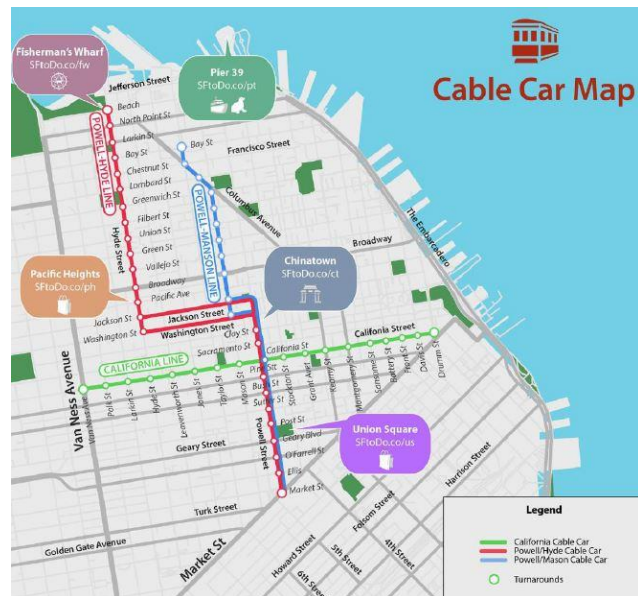 Cable Car Map
Fisherman's Wharf
SFtoDo.co/fw
Pier 39
SFtoDo.co/pt
Jefferson Street
Beach
North Point St
Larkin St
Bay St
Chestnut St
Lombard St
Greenwich St
Filbert St
Union St
Green St
Vallejo St
Broadway
Pacific Ave
Jackson St
Washington St
POWELL-HYDE LINE
Hyde Street
Bay St
Francisco Street
Columbus Avenue
POWELL-MANSON LINE
The Embarcadero
Broadway
Chinatown
SFtoDo.co/ct
Pacific Heights
SFtoDo.co/ph
Jackson Street
Washington Street
Clay St
Sacramento St
California St
Califonia Street
CALIFORNIA LINE
Van Ness Avenue
Van Ness Ave
Polk St
Larkin St
Hyde St
Leavenworth St
Jones St
Taylor St
Mason St
Stockton St
Grant Ave
Kearny St
Montgomery St
Sansome St
Battery St
Front St
Davis St
Drumm St
Pine St
Bush St
Sutter St
Post St
Geary Blvd
O'Farrell St
Ellis
Market St
Powell Street
Union Square
SFtoDo.co/us
Geary Street
Turk Street
Golden Gate Avenue
Market St
Howard Street
Folsom Street
Harrison Street
4th Street
5th Street
6th Street
Legend
California Cable Car
Powell/Hyde Cable Car
Powell/Mason Cable Car
Turnarounds